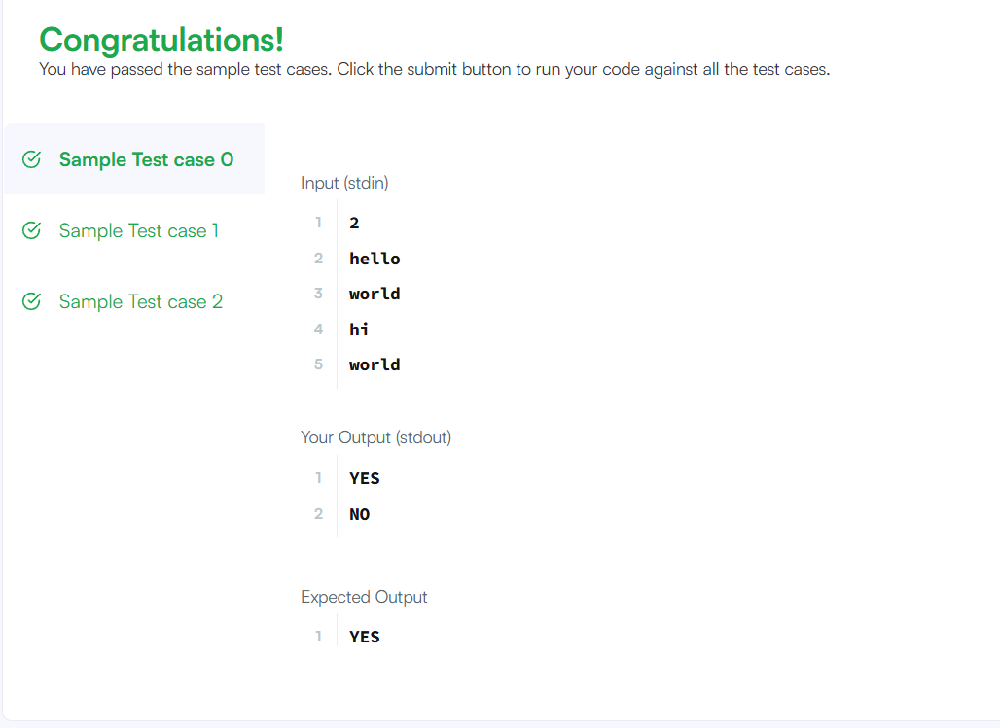 Congratulations!
You have passed the sample test cases. Click the submit button to run your code against all the test cases.
Sample Test case 0
Sample Test case 1
Sample Test case 2
Input (stdin)
1 2
2 hello
3 world
4 hi
5 world
Your Output (stdout)
1 YES
2 NO
Expected Output
1 YES